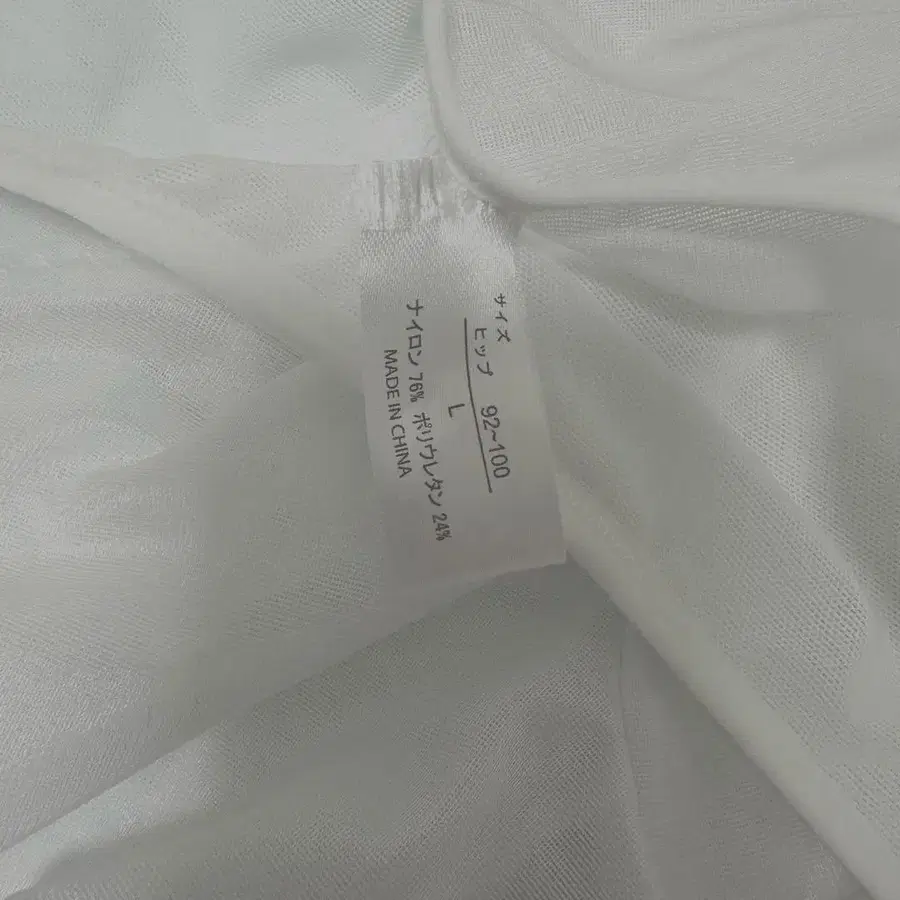 サイズ
ヒップ 92~100
L
ナイロン 76% ポリウレタン 24%
MADE IN CHINA